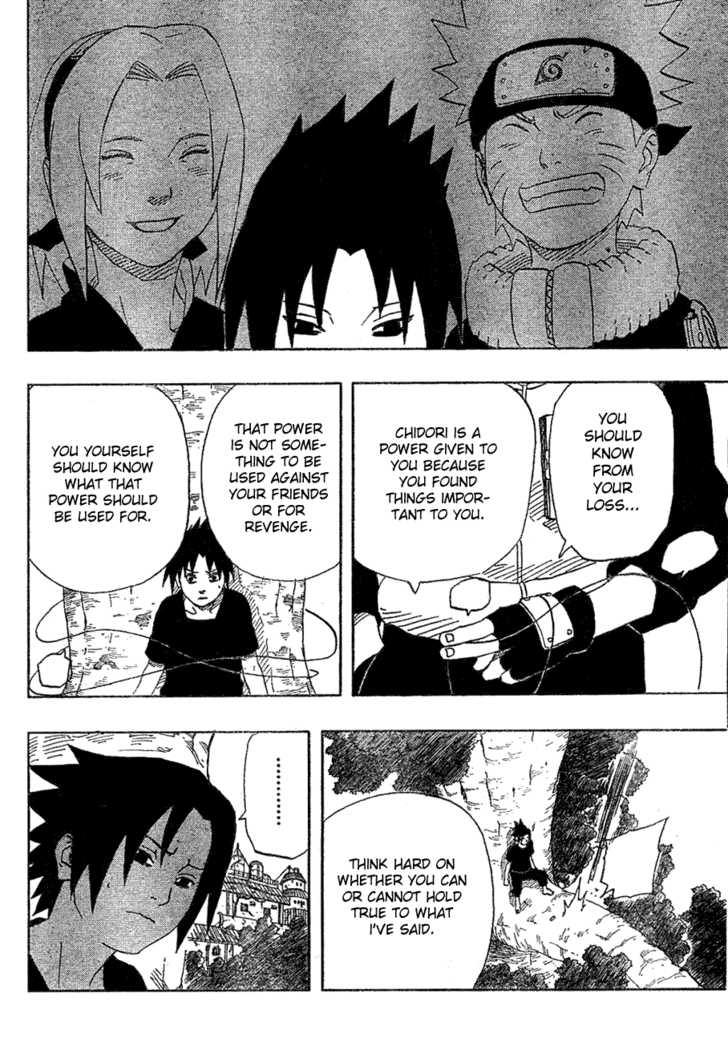 YOU
SHOULD
KNOW
FROM
YOUR
LOSS...
CHIDORI IS A
POWER GIVEN TO
YOU BECAUSE
YOU FOUND
THINGS IMPOR-
TANT TO YOU.
THAT POWER
IS NOT SOME-
THING TO BE
USED AGAINST
YOUR FRIENDS
OR FOR
REVENGE.
YOU YOURSELF
SHOULD KNOW
WHAT THAT
POWER SHOULD
BE USED FOR.
THINK HARD ON
WHETHER YOU CAN
OR CANNOT HOLD
TRUE TO WHAT
I'VE SAID.
.........